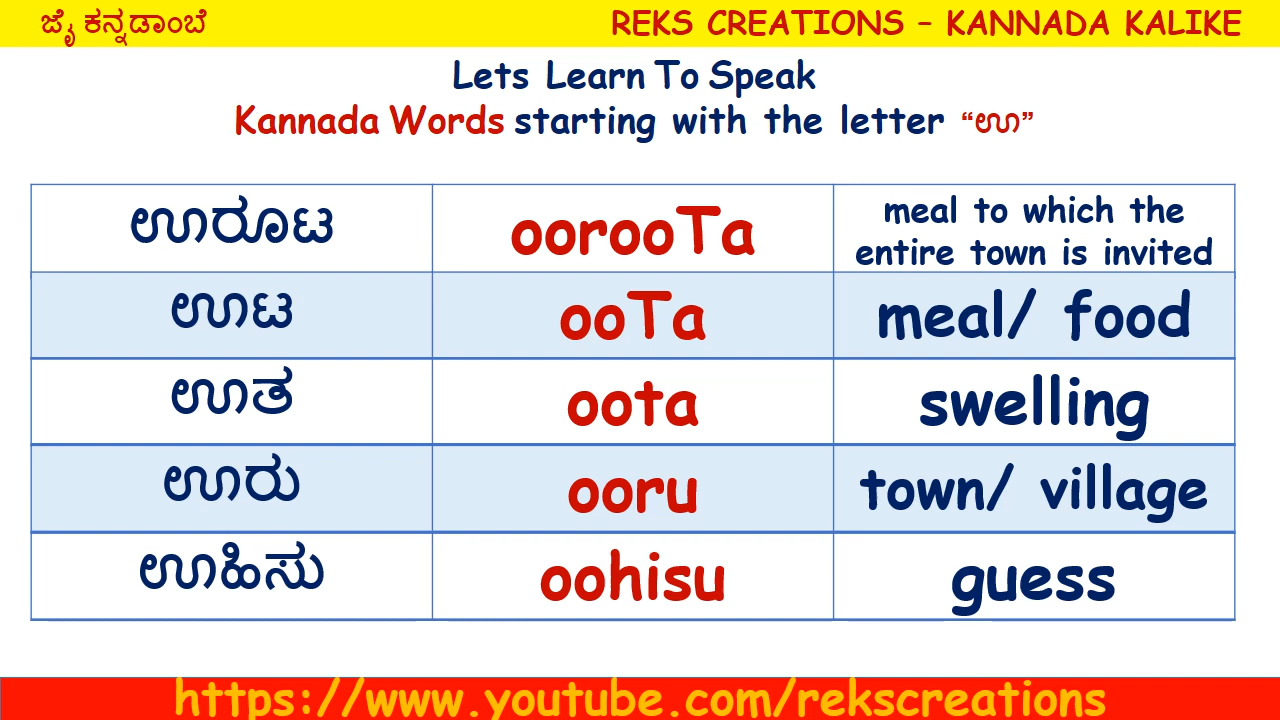 ಜೈ ಕನ್ನಡಾಂಬೆ REKS CREATIONS – KANNADA KALIKE
Lets Learn To Speak
Kannada Words starting with the letter “ಊ”
ಊರೂಟ oorooTa meal to which the entire town is invited
ಊಟ ooTa meal/ food
ಊತ oota swelling
ಊರು ooru town/ village
ಊಹಿಸು oohisu guess
https://www.youtube.com/rekscreations